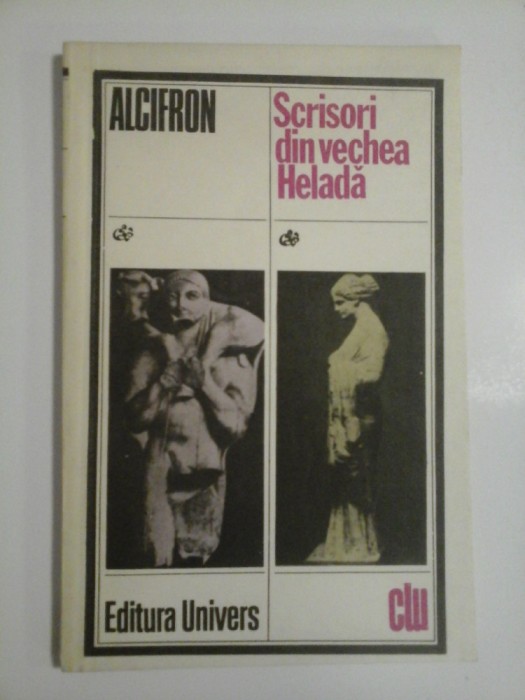 ALCIFRON
Scrisori
din vechea
Heladă
Editura Univers
clu